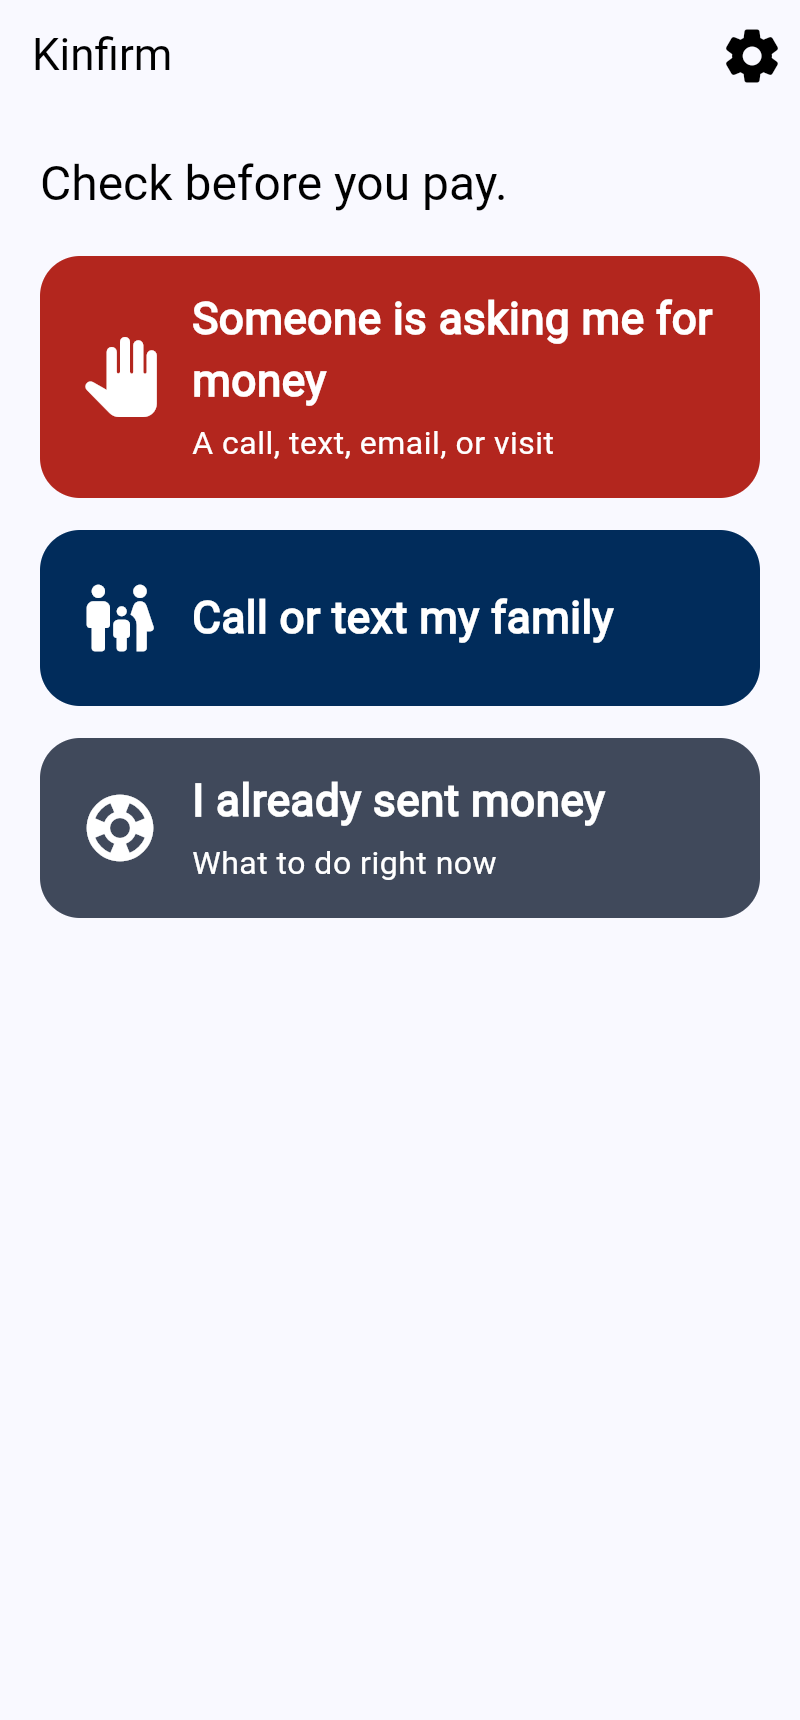 Kinfirm
Check before you pay.
Someone is asking me for
money
A call, text, email, or visit
Call or text my family
I already sent money
What to do right now